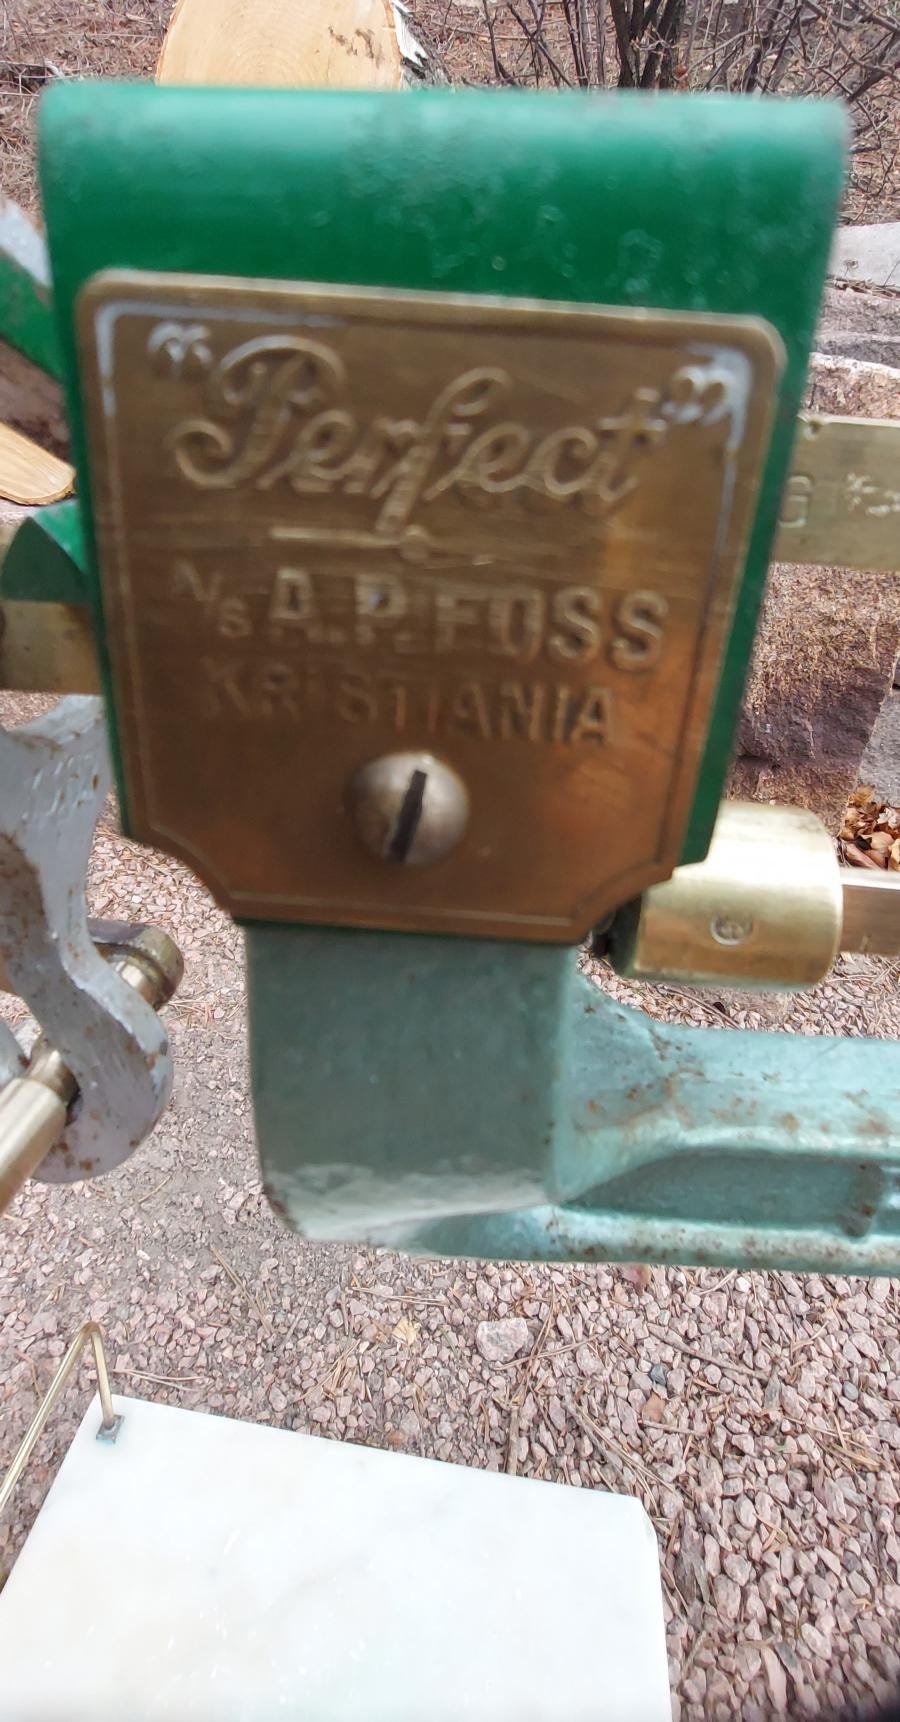 "Perfect"
A/S A.P. FOSS
KRISTIANIA
G